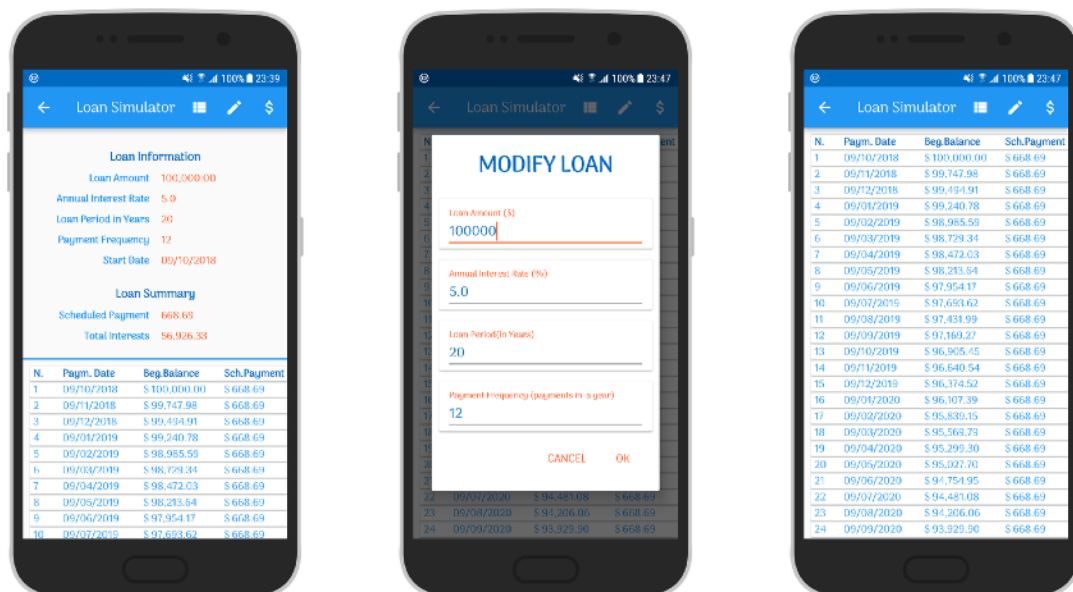 23:39
100%
Loan Simulator
Loan Information
Loan Amount 100,000.00
Annual Interest Rate 5.0
Loan Period in Years 20
Payment Frequency 12
Start Date 09/10/2018
Loan Summary
Scheduled Payment 668.69
Total Interests 56,926.33
N. Paym. Date Beg.Balance Sch.Payment
1 09/10/2018 $ 100,000.00 $ 668.69
2 09/11/2018 $ 99,747.98 $ 668.69
3 09/12/2018 $ 99,494.91 $ 668.69
4 09/01/2019 $ 99,240.78 $ 668.69
5 09/02/2019 $ 98,985.59 $ 668.69
6 09/03/2019 $ 98,729.34 $ 668.69
7 09/04/2019 $ 98,472.03 $ 668.69
8 09/05/2019 $ 98,213.64 $ 668.69
9 09/06/2019 $ 97,954.17 $ 668.69
10 09/07/2019 $ 97,693.62 $ 668.69
100% 23:47
Loan Simulator
MODIFY LOAN
Loan Amount ($)
100000
Annual Interest Rate (%)
5.0
Loan Period(in Years)
20
Payment Frequency (payments in a year)
12
CANCEL OK
22 09/07/2020 $ 94,481.08 $ 668.69
23 09/08/2020 $ 94,206.06 $ 668.69
24 09/09/2020 $ 93,929.90 $ 668.69
100% 23:47
Loan Simulator
N. Paym. Date Beg.Balance Sch.Payment
1 09/10/2018 $ 100,000.00 $ 668.69
2 09/11/2018 $ 99,747.98 $ 668.69
3 09/12/2018 $ 99,494.91 $ 668.69
4 09/01/2019 $ 99,240.78 $ 668.69
5 09/02/2019 $ 98,985.59 $ 668.69
6 09/03/2019 $ 98,729.34 $ 668.69
7 09/04/2019 $ 98,472.03 $ 668.69
8 09/05/2019 $ 98,213.64 $ 668.69
9 09/06/2019 $ 97,954.17 $ 668.69
10 09/07/2019 $ 97,693.62 $ 668.69
11 09/08/2019 $ 97,431.99 $ 668.69
12 09/09/2019 $ 97,169.27 $ 668.69
13 09/10/2019 $ 96,905.45 $ 668.69
14 09/11/2019 $ 96,640.54 $ 668.69
15 09/12/2019 $ 96,374.52 $ 668.69
16 09/01/2020 $ 96,107.39 $ 668.69
17 09/02/2020 $ 95,839.15 $ 668.69
18 09/03/2020 $ 95,569.79 $ 668.69
19 09/04/2020 $ 95,299.30 $ 668.69
20 09/05/2020 $ 95,027.70 $ 668.69
21 09/06/2020 $ 94,754.95 $ 668.69
22 09/07/2020 $ 94,481.08 $ 668.69
23 09/08/2020 $ 94,206.06 $ 668.69
24 09/09/2020 $ 93,929.90 $ 668.69